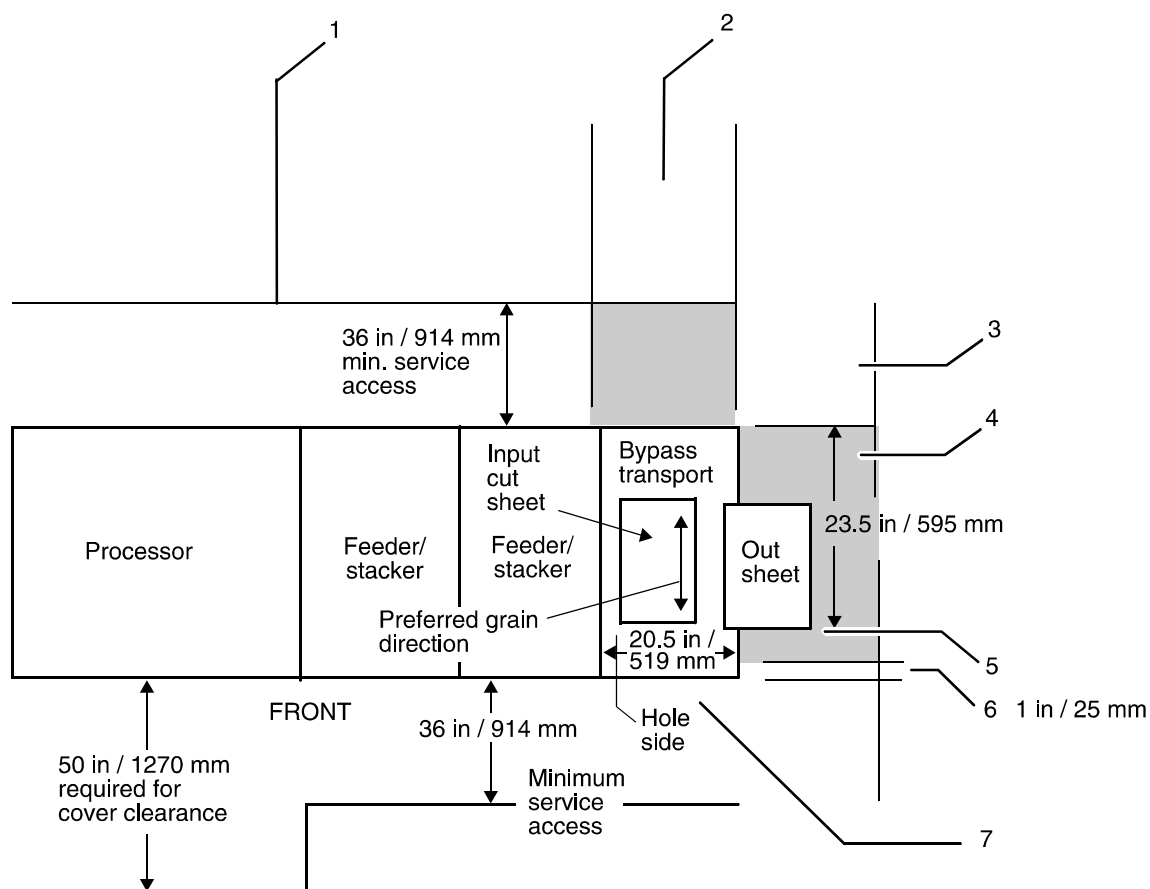 1
2
36 in / 914 mm
min. service
access
3
4
Input
cut
sheet
Bypass
transport
23.5 in / 595 mm
Processor
Feeder/
stacker
Feeder/
stacker
Out
sheet
Preferred grain
direction
20.5 in /
519 mm
5
6 1 in / 25 mm
FRONT
36 in / 914 mm
Hole
side
50 in / 1270 mm
required for
cover clearance
Minimum
service
access
7